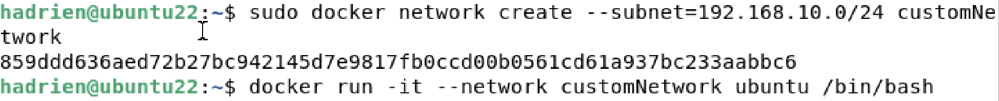 hadrien@ubuntu22:~$ sudo docker network create --subnet=192.168.10.0/24 customNe
twork
859ddd636aed72b27bc942145d7e9817fb0ccd00b0561cd61a937bc233aabbc6
hadrien@ubuntu22:~$ docker run -it --network customNetwork ubuntu /bin/bash